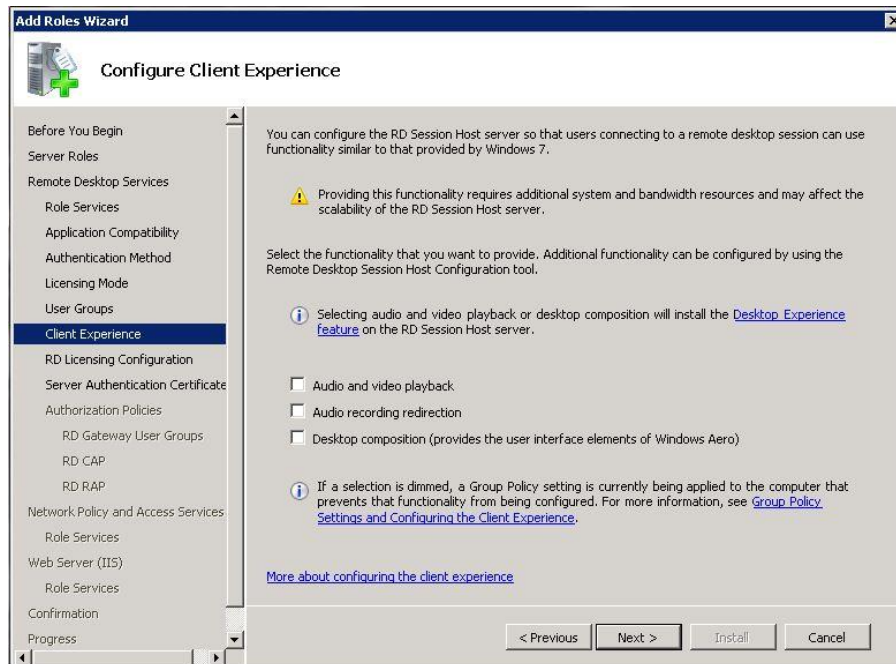 Add Roles Wizard
Configure Client Experience
Before You Begin
Server Roles
Remote Desktop Services
Role Services
Application Compatibility
Authentication Method
Licensing Mode
User Groups
Client Experience
RD Licensing Configuration
Server Authentication Certificate
Authorization Policies
RD Gateway User Groups
RD CAP
RD RAP
Network Policy and Access Services
Role Services
Web Server (IIS)
Role Services
Confirmation
Progress
You can configure the RD Session Host server so that users connecting to a remote desktop session can use
functionality similar to that provided by Windows 7.
Providing this functionality requires additional system and bandwidth resources and may affect the
scalability of the RD Session Host server.
Select the functionality that you want to provide. Additional functionality can be configured by using the
Remote Desktop Session Host Configuration tool.
Selecting audio and video playback or desktop composition will install the Desktop Experience
feature on the RD Session Host server.
Audio and video playback
Audio recording redirection
Desktop composition (provides the user interface elements of Windows Aero)
If a selection is dimmed, a Group Policy setting is currently being applied to the computer that
prevents that functionality from being configured. For more information, see Group Policy
Settings and Configuring the Client Experience.
More about configuring the client experience
< Previous
Next >
Install
Cancel